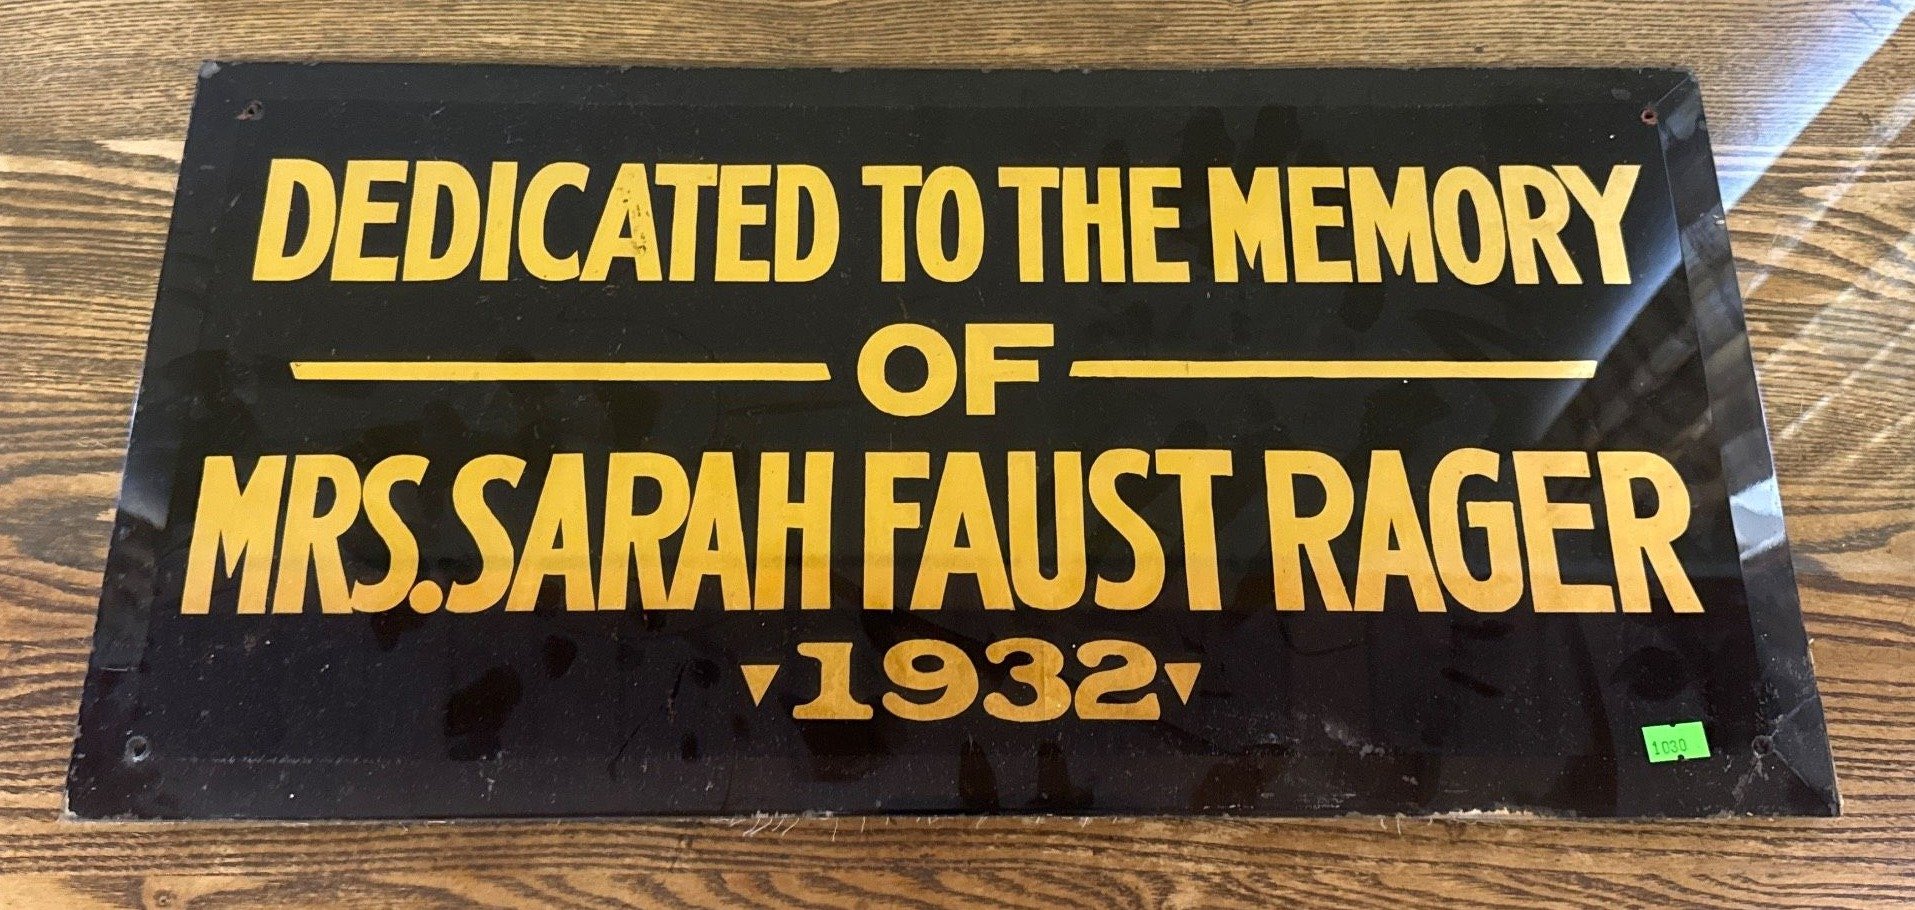 DEDICATED TO THE MEMORY
OF
MRS. SARAH FAUST RAGER
1932
1030